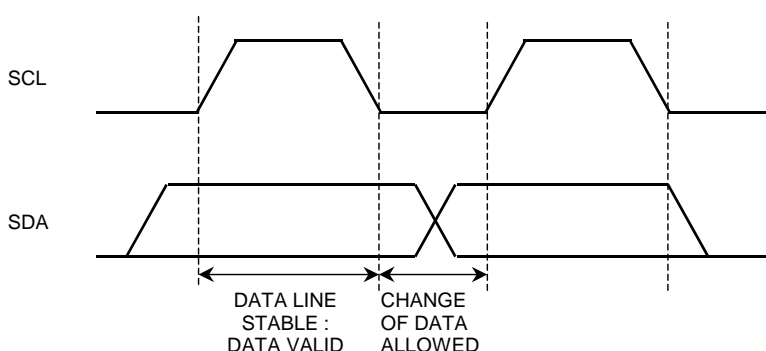 SCL
SDA
DATA LINE
STABLE :
DATA VALID
CHANGE
OF DATA
ALLOWED